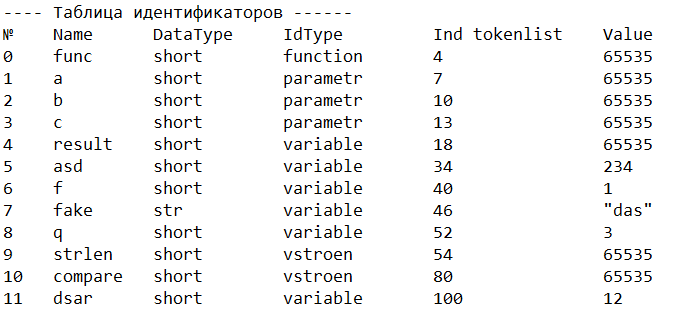 ---- Таблица идентификаторов ------
№ Name DataType IdType Ind tokenlist Value
0 func short function 4 65535
1 a short parametr 7 65535
2 b short parametr 10 65535
3 c short parametr 13 65535
4 result short variable 18 65535
5 asd short variable 34 234
6 f short variable 40 1
7 fake str variable 46 "das"
8 q short variable 52 3
9 strlen short vstroen 54 65535
10 compare short vstroen 80 65535
11 dsar short variable 100 12